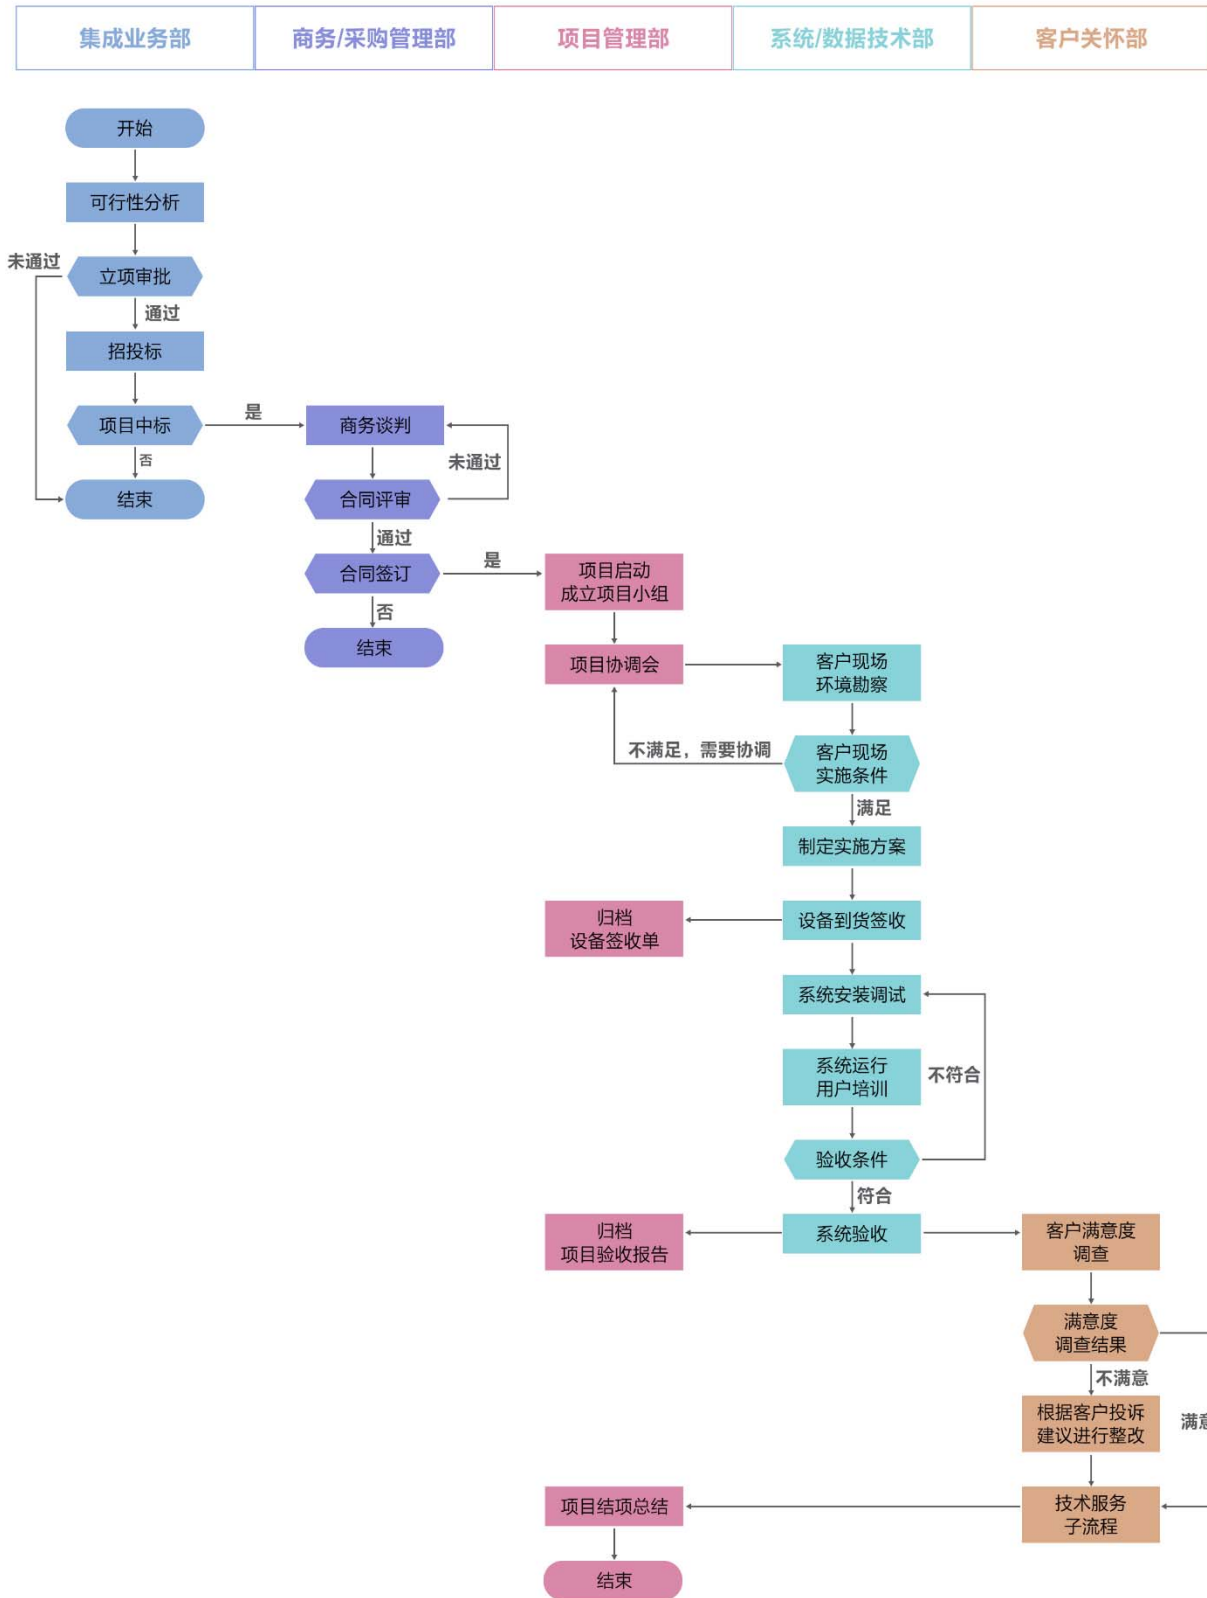 集成业务部
商务/采购管理部
项目管理部
系统/数据技术部
客户关怀部
开始
可行性分析
未通过
立项审批
通过
招投标
项目中标
是
商务谈判
否
未通过
结束
合同评审
通过
合同签订
是
项目启动
成立项目小组
否
结束
项目协调会
客户现场
环境勘察
不满足，需要协调
客户现场
实施条件
满足
制定实施方案
归档
设备签收单
设备到货签收
系统安装调试
系统运行
用户培训
不符合
验收条件
符合
归档
项目验收报告
系统验收
客户满意度
调查
满意度
调查结果
不满意
根据客户投诉
建议进行整改
满意
项目结项总结
技术服务
子流程
结束